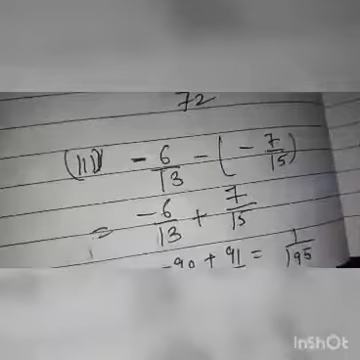 72
(iii) - 6/13 - (- 7/15)
= -6/13 + 7/15
-90 + 91 = 1/195
InShOt